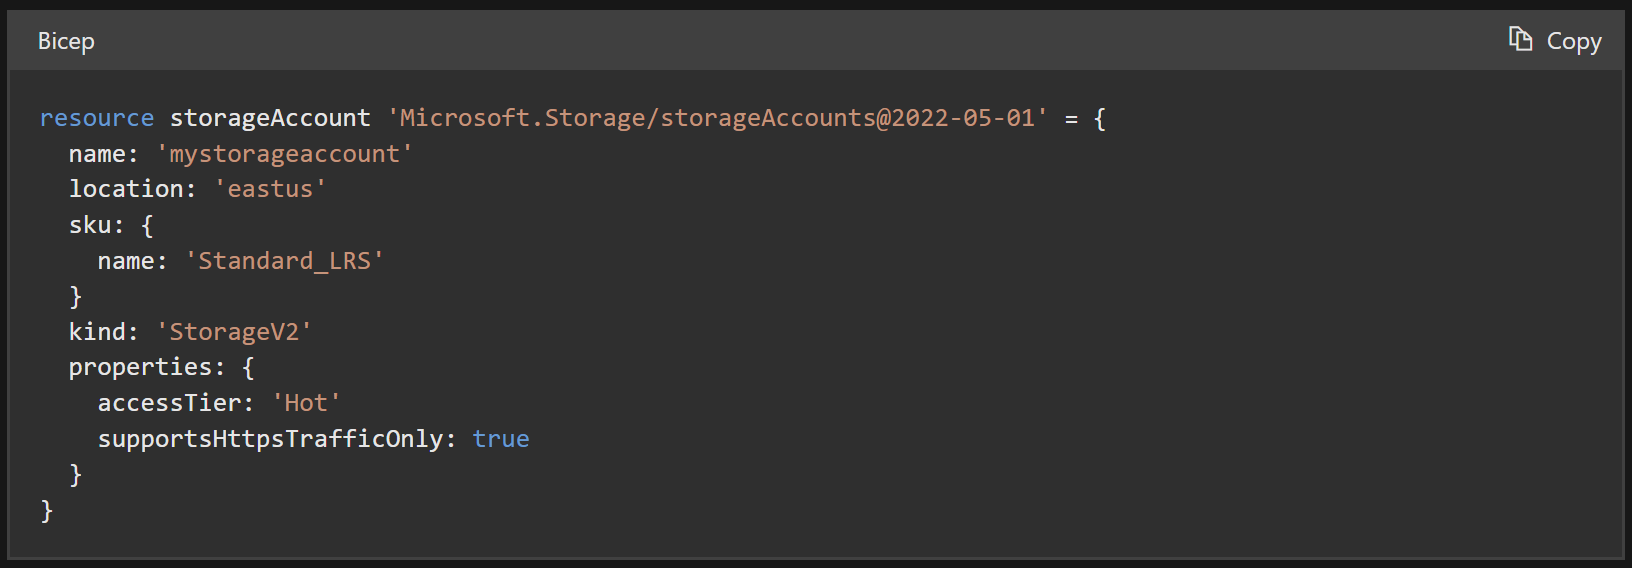 Bicep
Copy
resource storageAccount 'Microsoft.Storage/storageAccounts@2022-05-01' = {
  name: 'mystorageaccount'
  location: 'eastus'
  sku: {
    name: 'Standard_LRS'
  }
  kind: 'StorageV2'
  properties: {
    accessTier: 'Hot'
    supportsHttpsTrafficOnly: true
  }
}